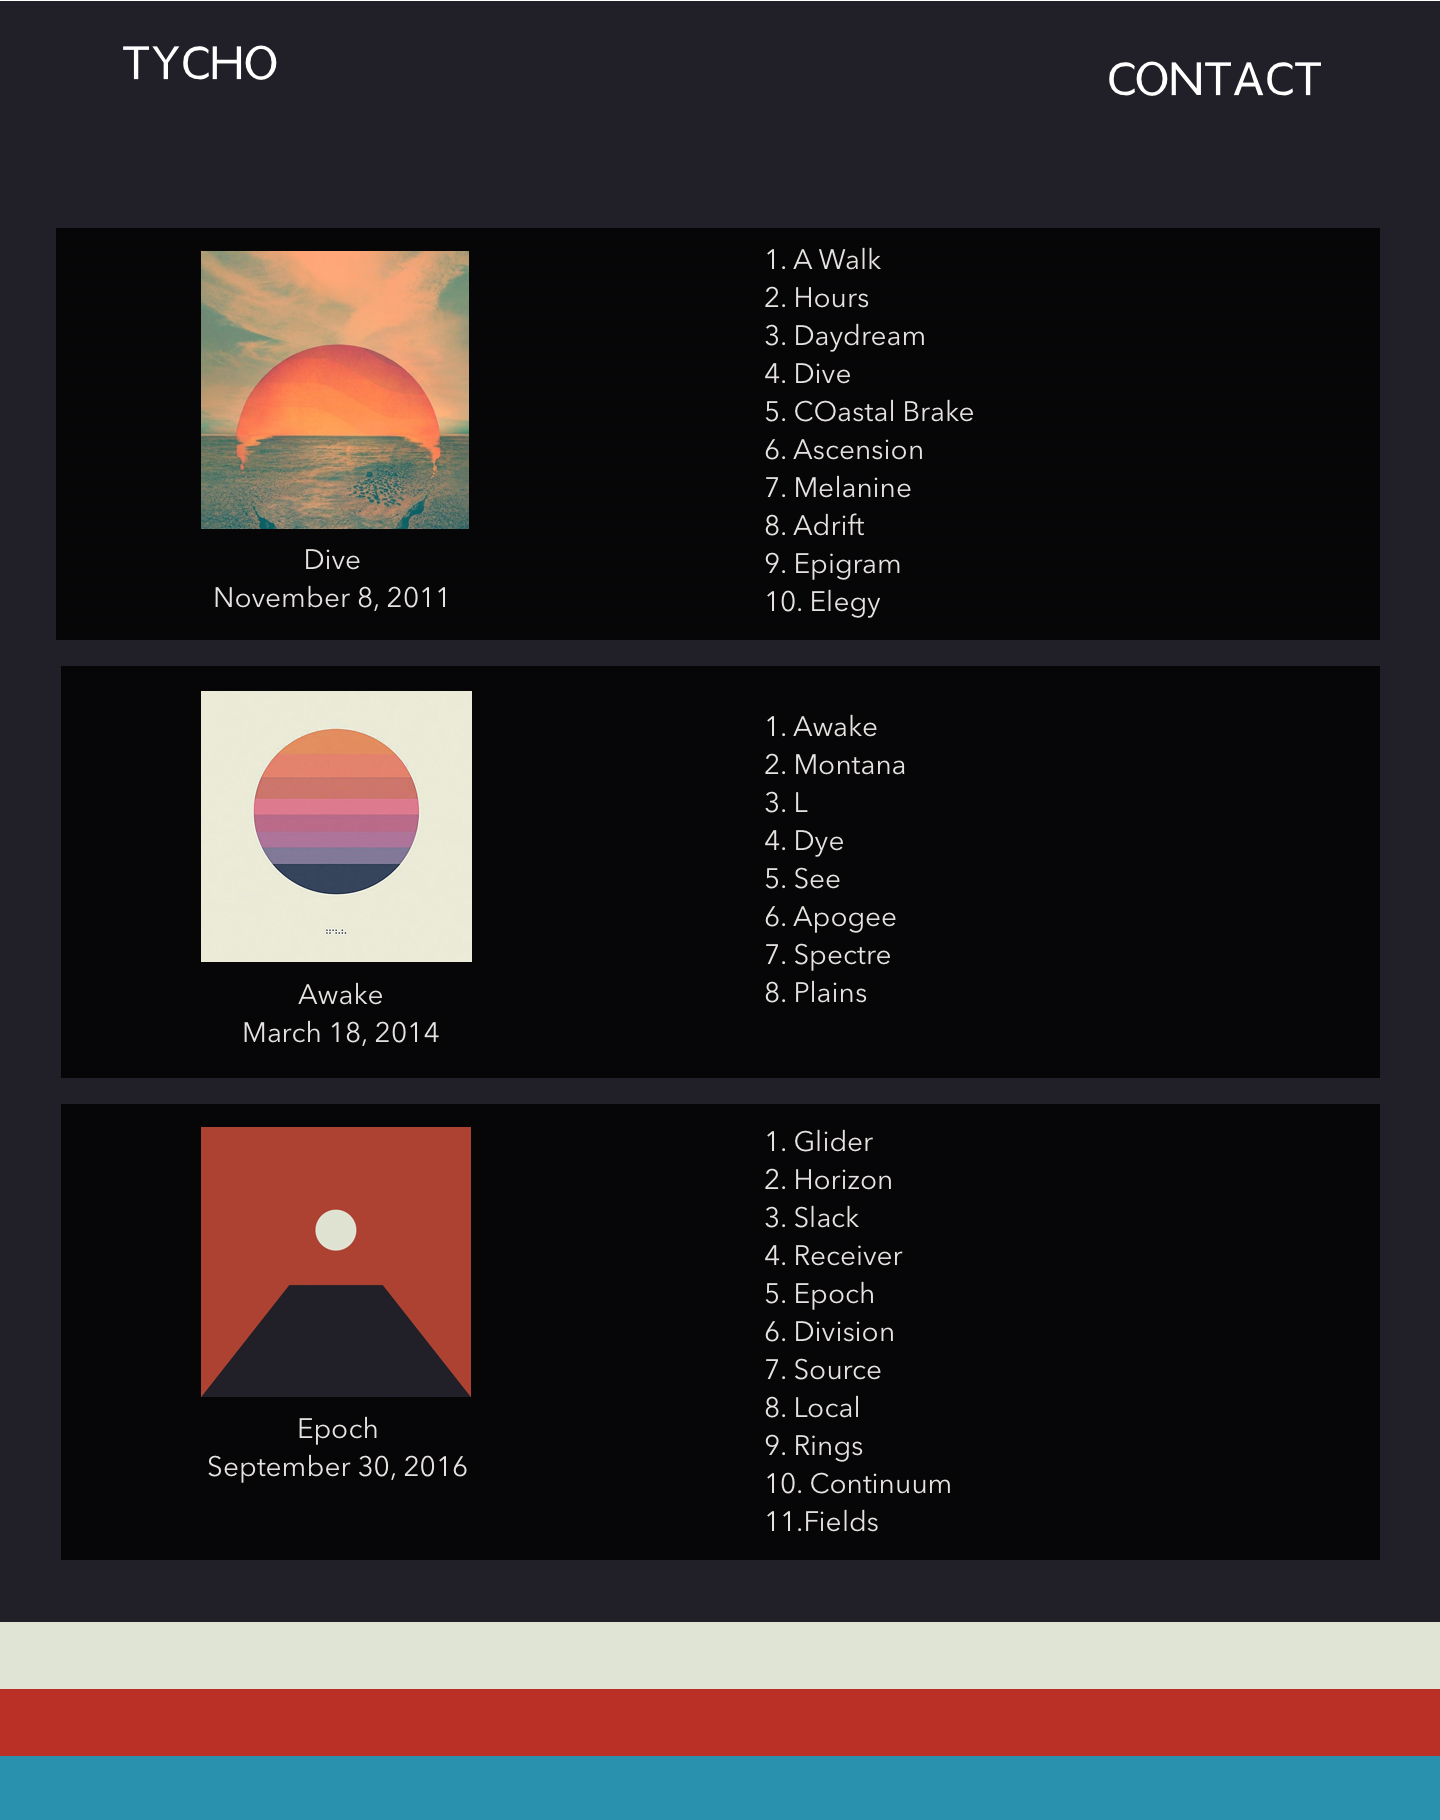 TYCHO
CONTACT
1. A Walk
2. Hours
3. Daydream
4. Dive
5. COastal Brake
6. Ascension
7. Melanine
8. Adrift
9. Epigram
10. Elegy
Dive
November 8, 2011
1. Awake
2. Montana
3. L
4. Dye
5. See
6. Apogee
7. Spectre
8. Plains
Awake
March 18, 2014
1. Glider
2. Horizon
3. Slack
4. Receiver
5. Epoch
6. Division
7. Source
8. Local
9. Rings
10. Continuum
11.Fields
Epoch
September 30, 2016